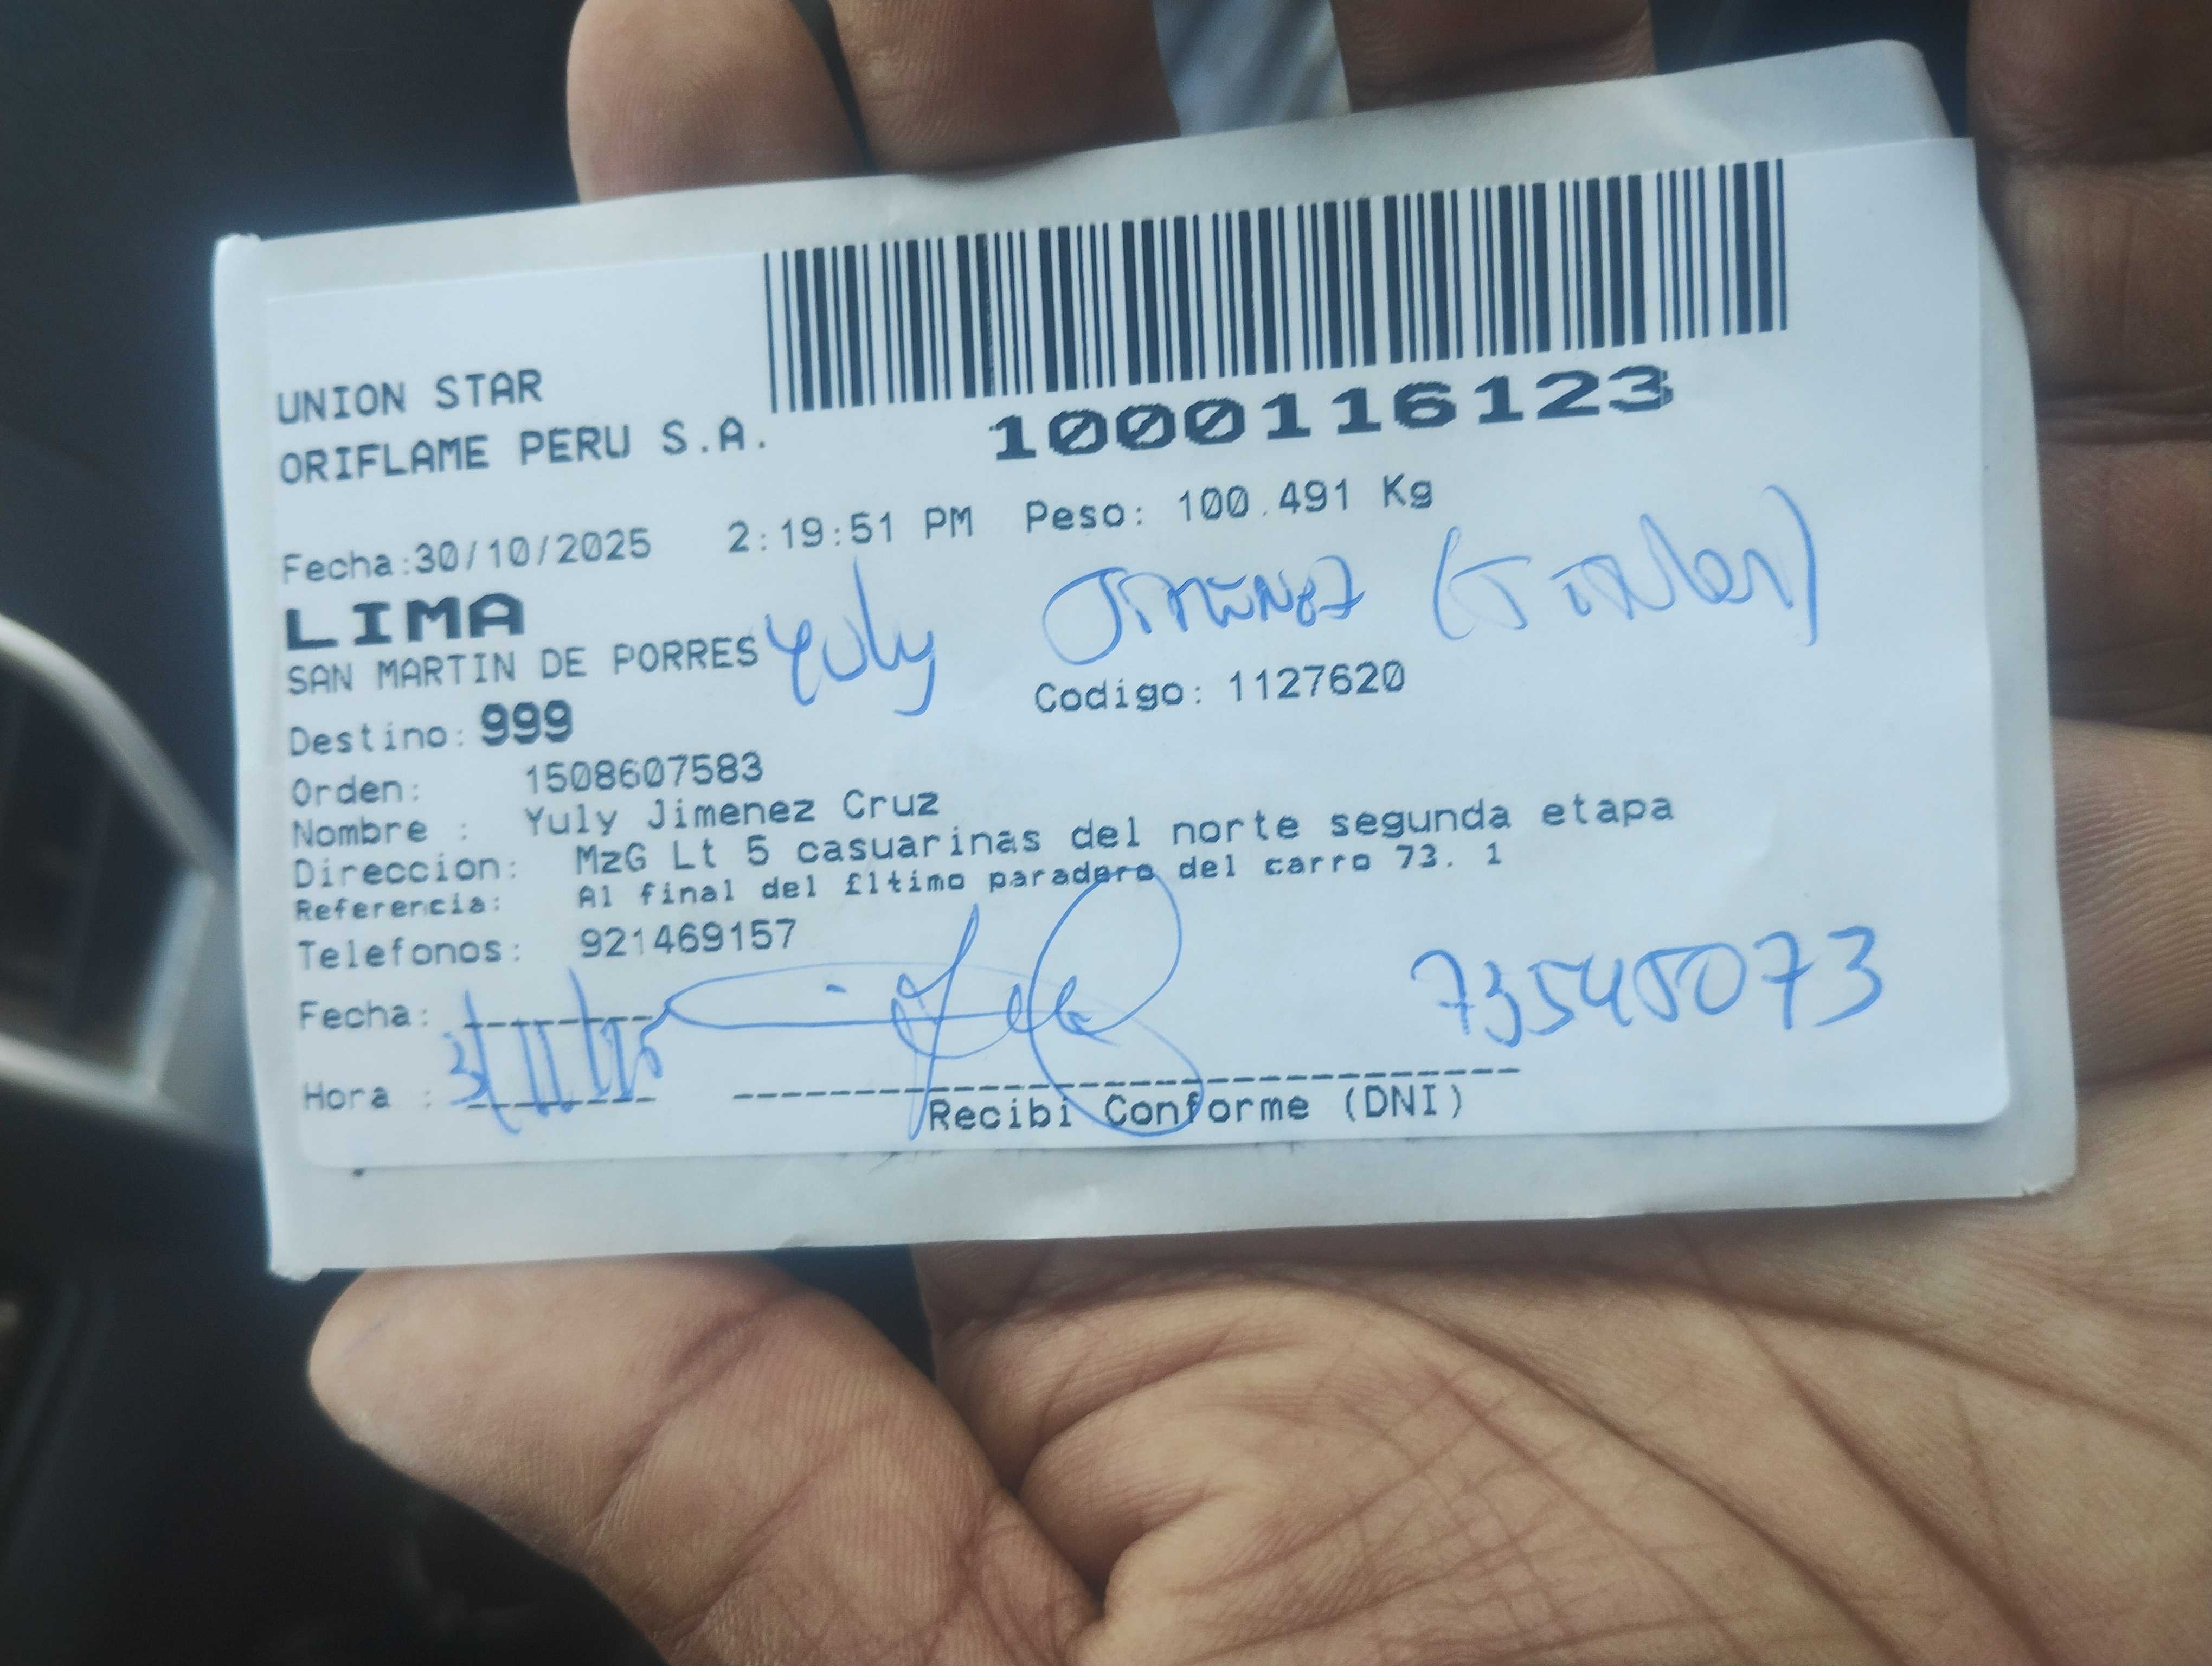 UNION STAR
ORIFLAME PERU S.A.
1000116123
Fecha:30/10/2025 2:19:51 PM Peso: 100.491 Kg
LIMA
SAN MARTIN DE PORRES Yuly Jimenez
Codigo: 1127620
Destino: 999
Orden: 1508607583
Nombre : Yuly Jimenez Cruz
Direccion: MzG Lt 5 casuarinas del norte segunda etapa
Referencia: Al final del £ltimo paradero del carro 73. 1
Telefonos: 921469157
73545073
Fecha:
Hora :
Recibi Conforme (DNI)